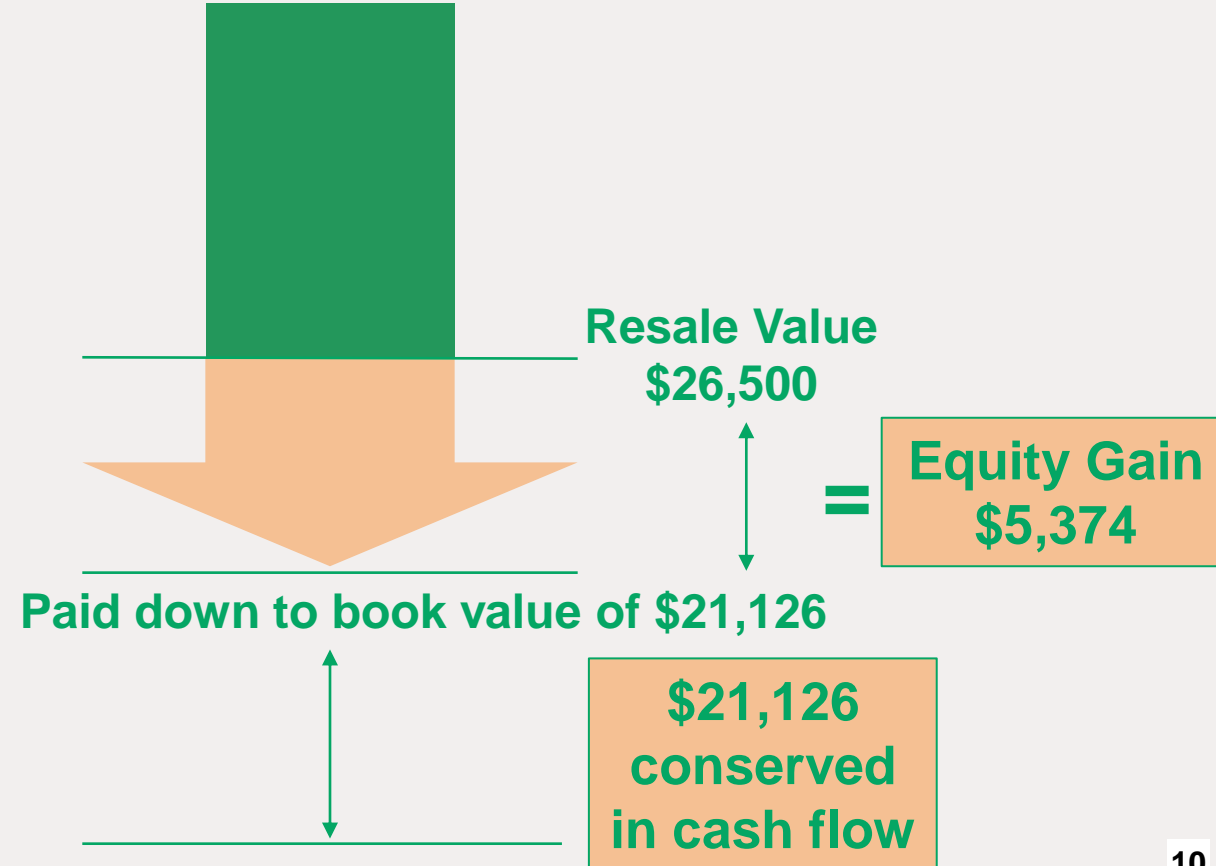 Resale Value
$26,500
=
Equity Gain
$5,374
Paid down to book value of $21,126
$21,126
conserved
in cash flow
10